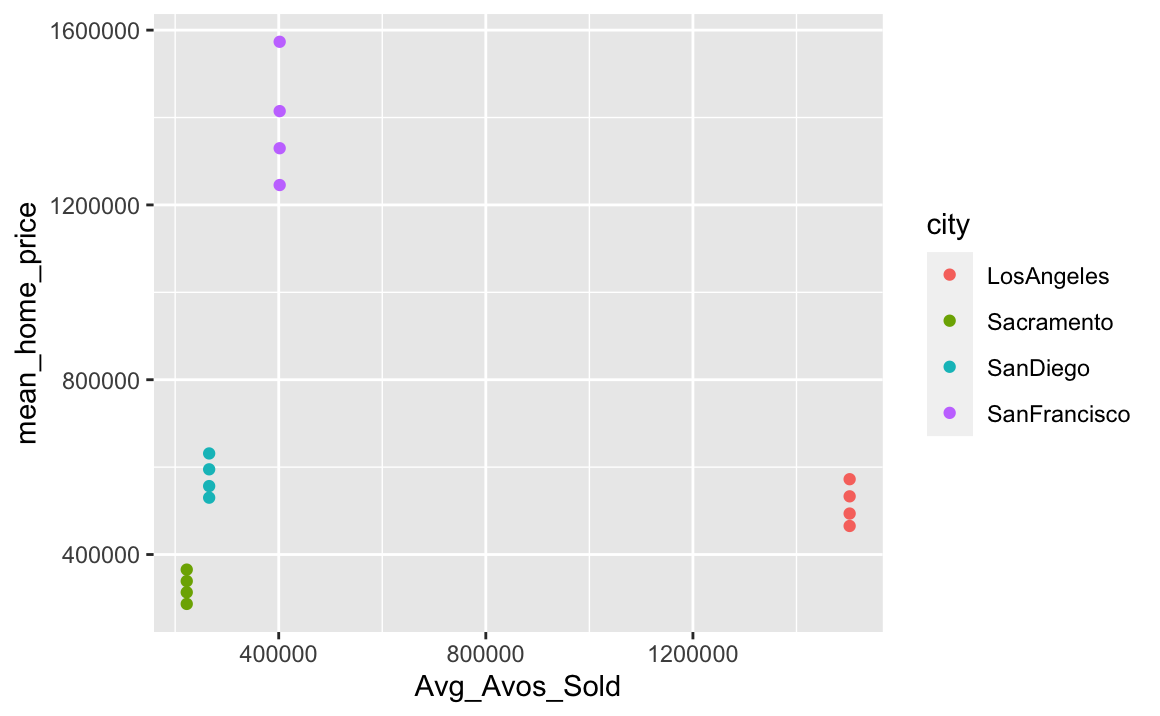 1600000
1200000
800000
400000
mean_home_price
400000
800000
1200000
Avg_Avos_Sold
city
LosAngeles
Sacramento
SanDiego
SanFrancisco